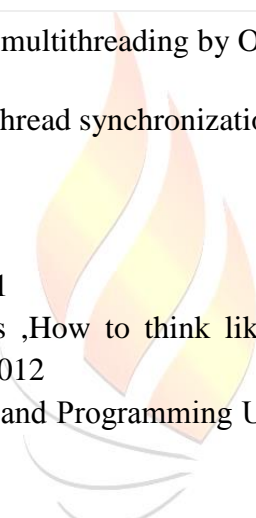 multithreading by O
hread synchronizatio
1
s ,How to think lik
012
and Programming U